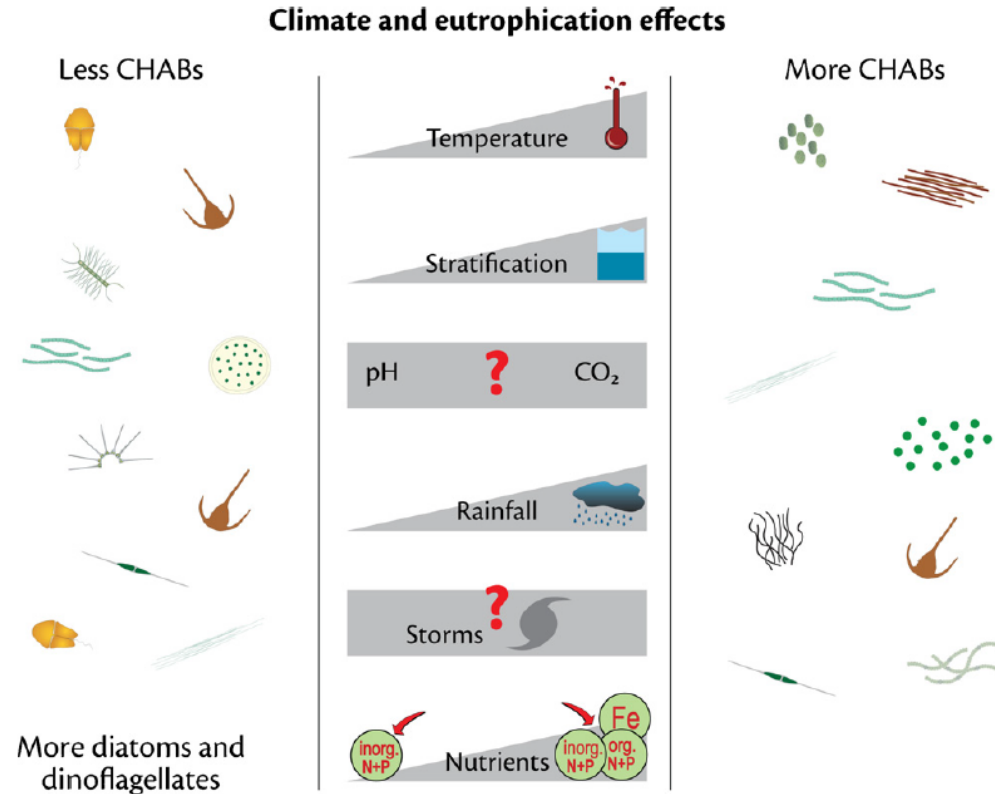 Climate and eutrophication effects
Less CHABs
More CHABs
Temperature
Stratification
pH ? CO₂
Rainfall
?
Storms
Fe
inorg. N+P
inorg. N+P
org. N+P
Nutrients
More diatoms and
dinoflagellates